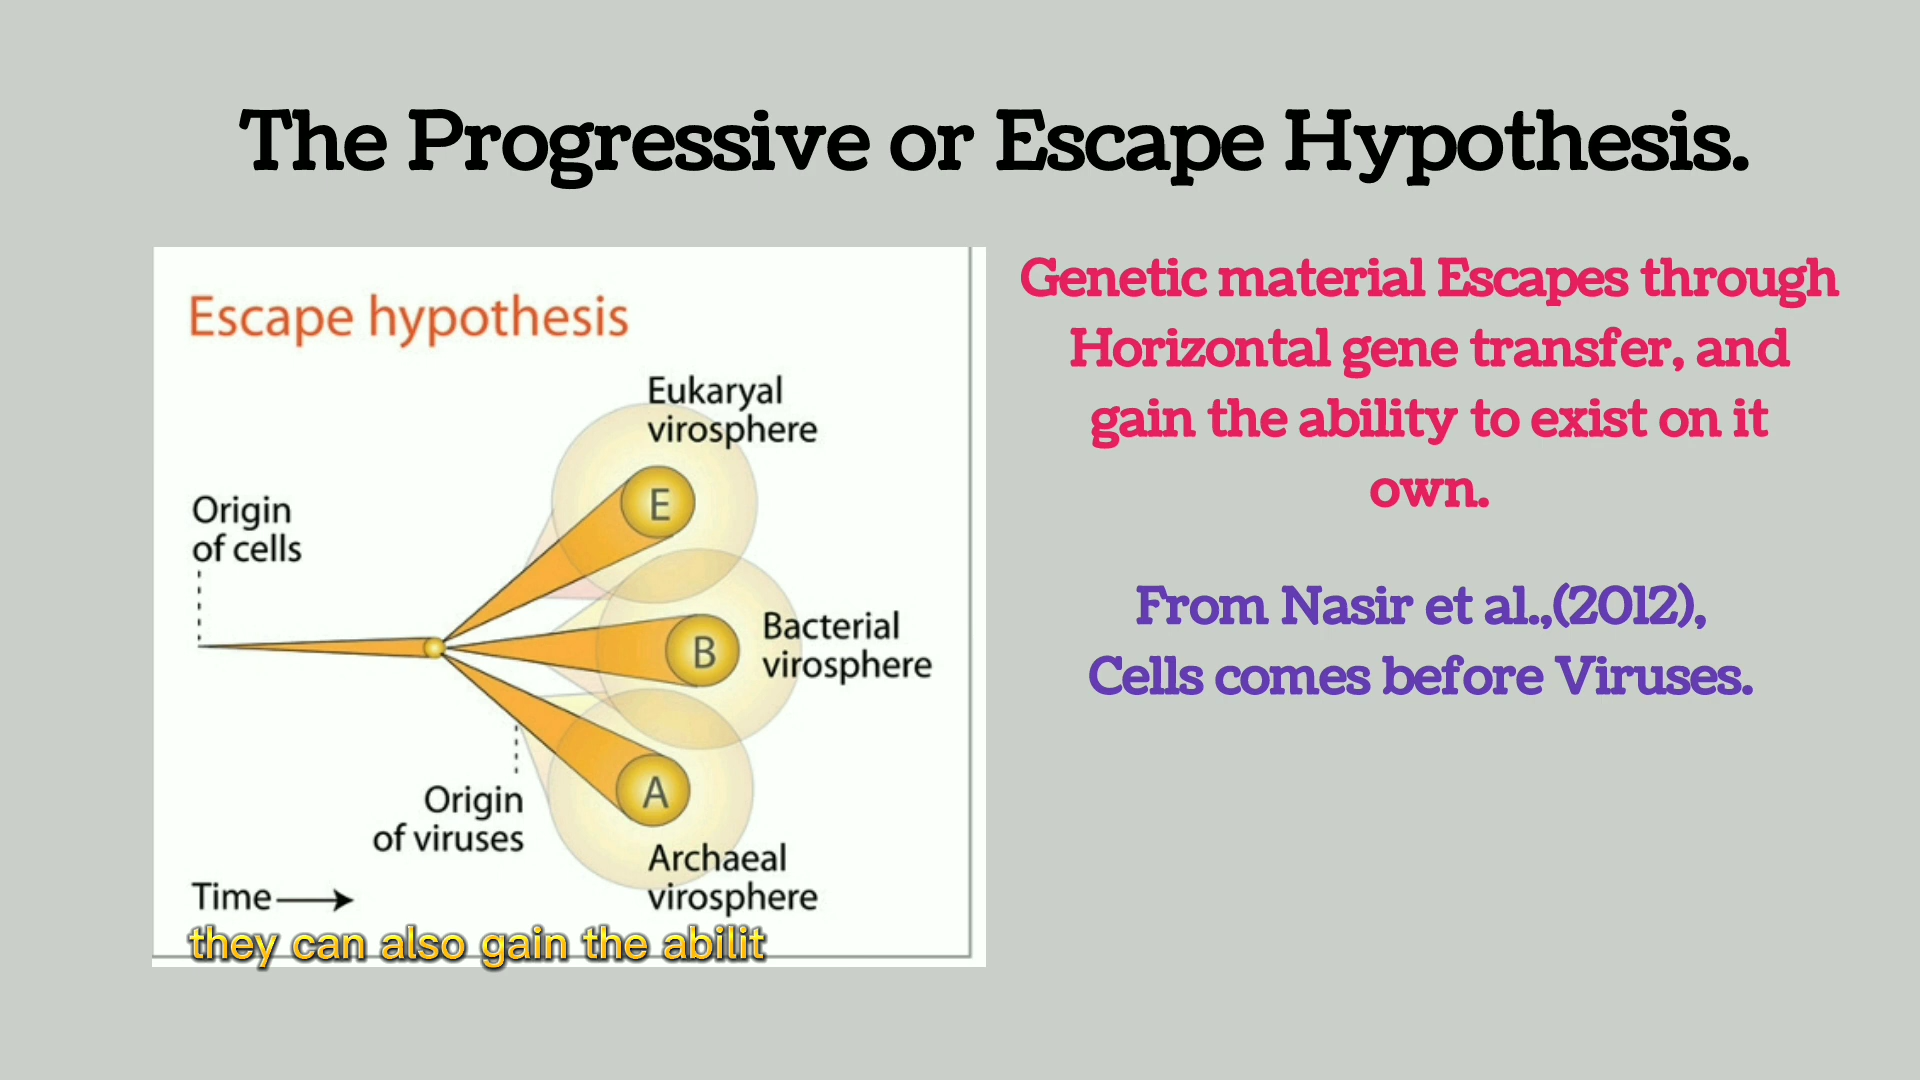 The Progressive or Escape Hypothesis.
Escape hypothesis
Eukaryal
virosphere
E
Origin
of cells
B
Bacterial
virosphere
A
Origin
of viruses
Archaeal
virosphere
Time
they can also gain the abilit
Genetic material Escapes through
Horizontal gene transfer, and
gain the ability to exist on it
own.
From Nasir et al.,(2012),
Cells comes before Viruses.